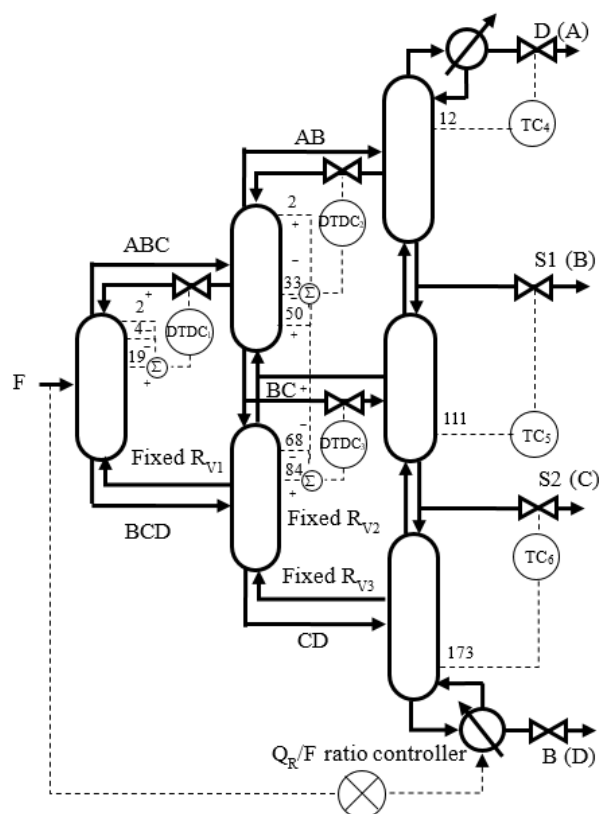 D (A)
12
TC4
AB
2
+
DTDC2
ABC
−
33
−
Σ
50
+
S1 (B)
+
2
4
−
−
19
+
Σ
DTDC1
F
BC
+
−
68
84
+
Σ
DTDC3
111
TC5
Fixed RV1
BCD
Fixed RV2
S2 (C)
TC6
Fixed RV3
CD
173
QR/F ratio controller
B (D)